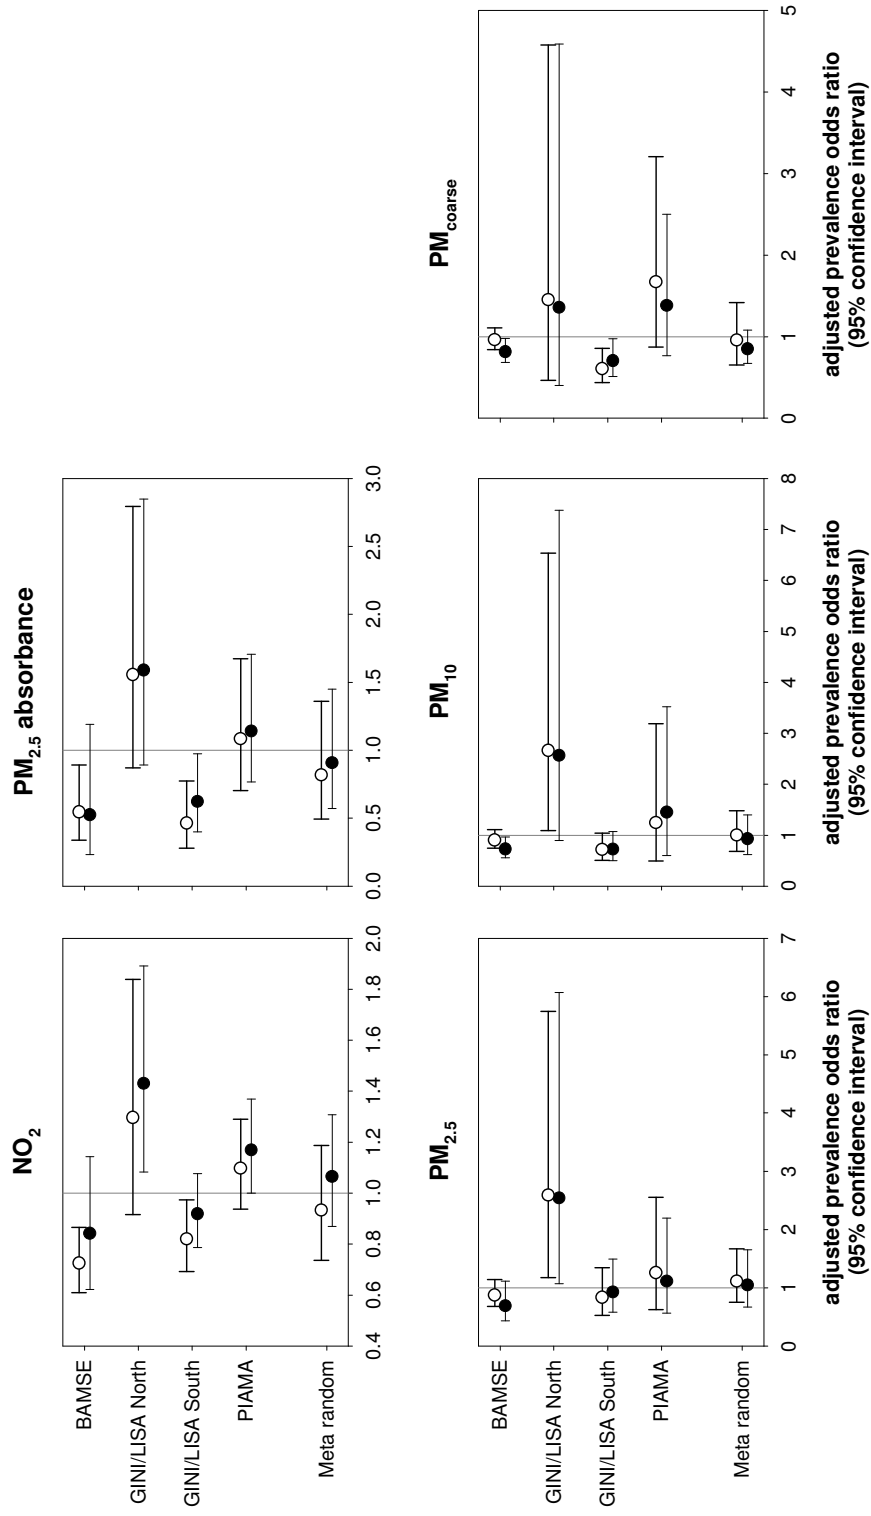 NO2
PM2.5 absorbance
BAMSE
GINI/LISA North
GINI/LISA South
PIAMA
Meta random
0.4 0.6 0.8 1.0 1.2 1.4 1.6 1.8 2.0
0.0 0.5 1.0 1.5 2.0 2.5 3.0
PM2.5
PM10
PMcoarse
BAMSE
GINI/LISA North
GINI/LISA South
PIAMA
Meta random
0 1 2 3 4 5 6 7
0 1 2 3 4 5 6 7 8
0 1 2 3 4 5
adjusted prevalence odds ratio
(95% confidence interval)
adjusted prevalence odds ratio
(95% confidence interval)
adjusted prevalence odds ratio
(95% confidence interval)